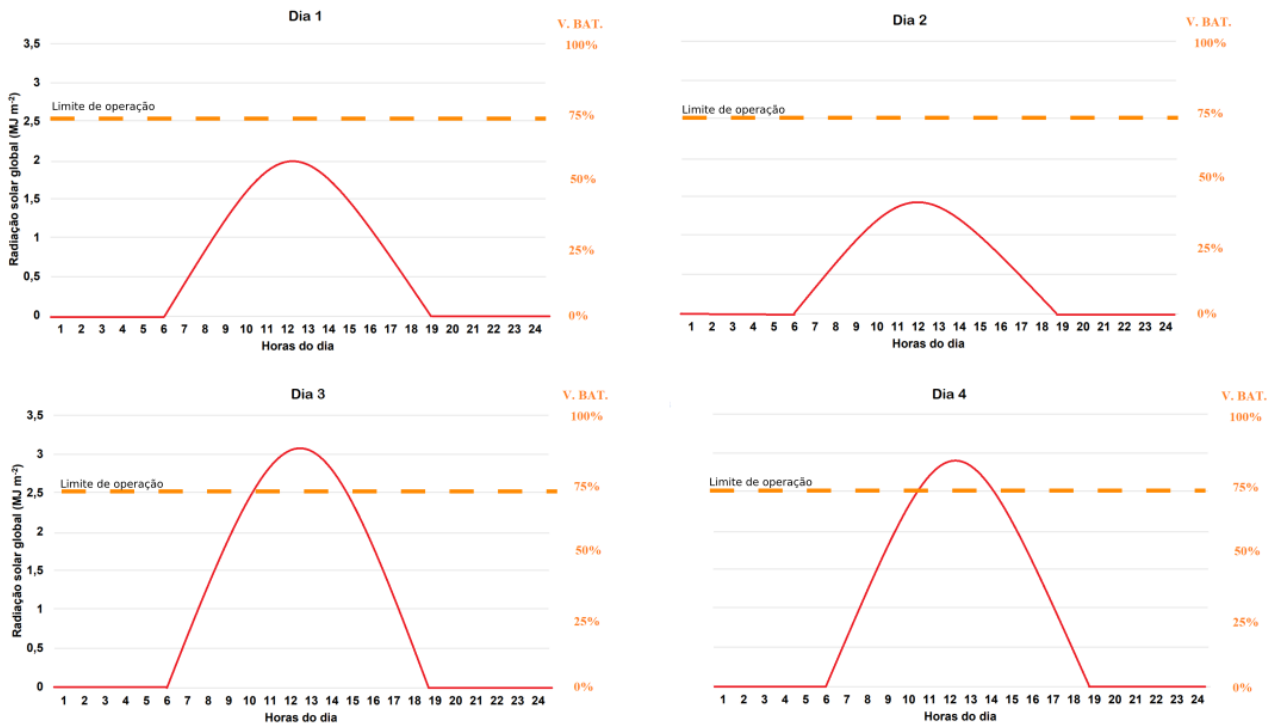 Dia 1
V. BAT.
100%
75%
50%
25%
0%
Radiação solar global (MJ m-2)
3,5
3
2,5
2
1,5
1
0,5
0
Limite de operação
1 2 3 4 5 6 7 8 9 10 11 12 13 14 15 16 17 18 19 20 21 22 23 24
Horas do dia
Dia 2
V. BAT.
100%
75%
50%
25%
0%
Limite de operação
1 2 3 4 5 6 7 8 9 10 11 12 13 14 15 16 17 18 19 20 21 22 23 24
Horas do dia
Dia 3
V. BAT.
100%
75%
50%
25%
0%
Radiação solar global (MJ m-2)
3,5
3
2,5
2
1,5
1
0,5
0
Limite de operação
1 2 3 4 5 6 7 8 9 10 11 12 13 14 15 16 17 18 19 20 21 22 23 24
Horas do dia
Dia 4
V. BAT.
100%
75%
50%
25%
0%
Limite de operação
1 2 3 4 5 6 7 8 9 10 11 12 13 14 15 16 17 18 19 20 21 22 23 24
Horas do dia